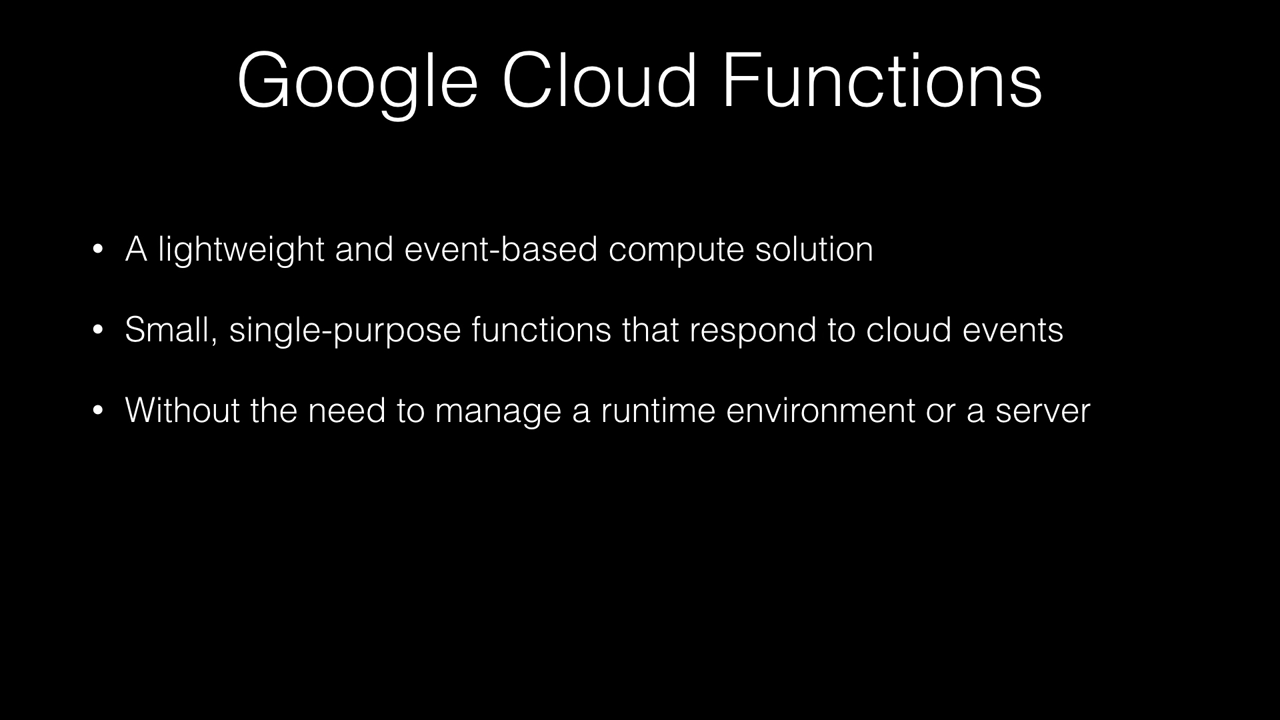 Google Cloud Functions
• A lightweight and event-based compute solution
• Small, single-purpose functions that respond to cloud events
• Without the need to manage a runtime environment or a server